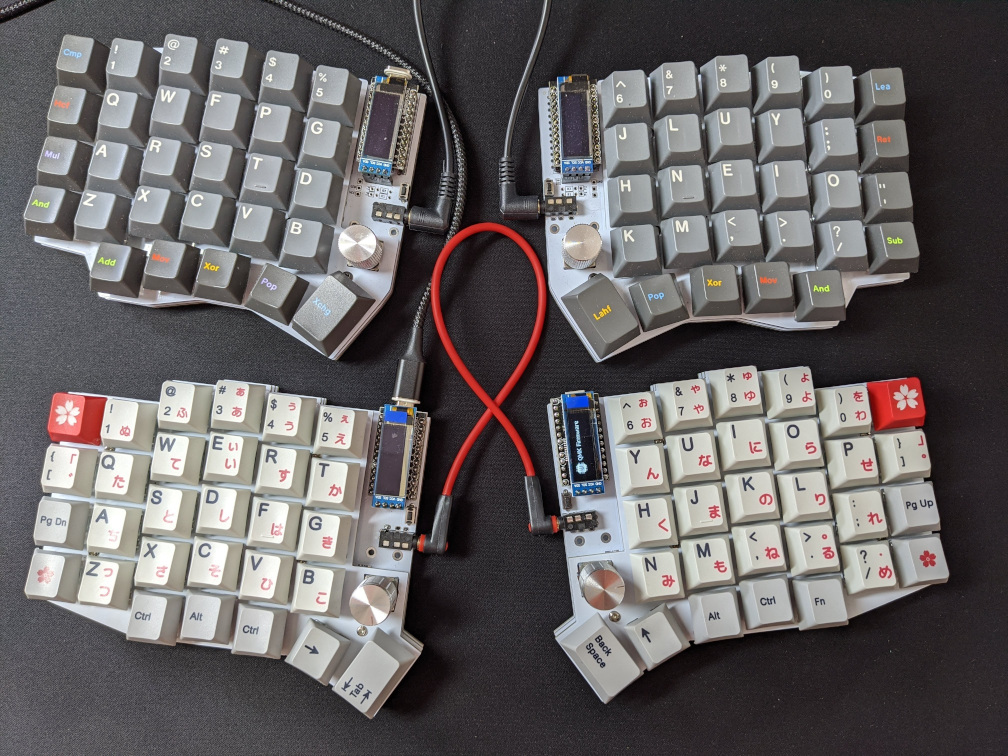 Cmp ! 1 @ 2 # 3 $ 4 % 5
Q W F P G
Mul A R S T D
And Z X C V B
Add Mov Xor Pop Xchg
^ 6 & 7 * 8 ( 9 ) 0 Lea
J L U Y : ; Rol
H N E I O " '
K M < , > . ? / Sub
Lahf Pop Xor Mov And
! 1 ぬ @ 2 ふ # 3 ぁ あ $ 4 ぅ う % 5 ぇ え
{ [ 「 ゜ Q た W て E ぃ い R す T か
Pg Dn A ち S と D し F は G き
Z っ つ X さ C そ V ひ B こ
Ctrl Alt Ctrl → Tab
^ 6 ぉ お & 7 ゃ や * 8 ゅ ゆ ( 9 ょ よ ) 0 を わ
QMK Firmware
Y ん U な I に O ら P せ } ] 」
H く J ま K の L り : ; れ Pg Up
N み M も < , 、 ね > . 。 る ? / ・ め
Back Space ↑ Alt Ctrl Fn